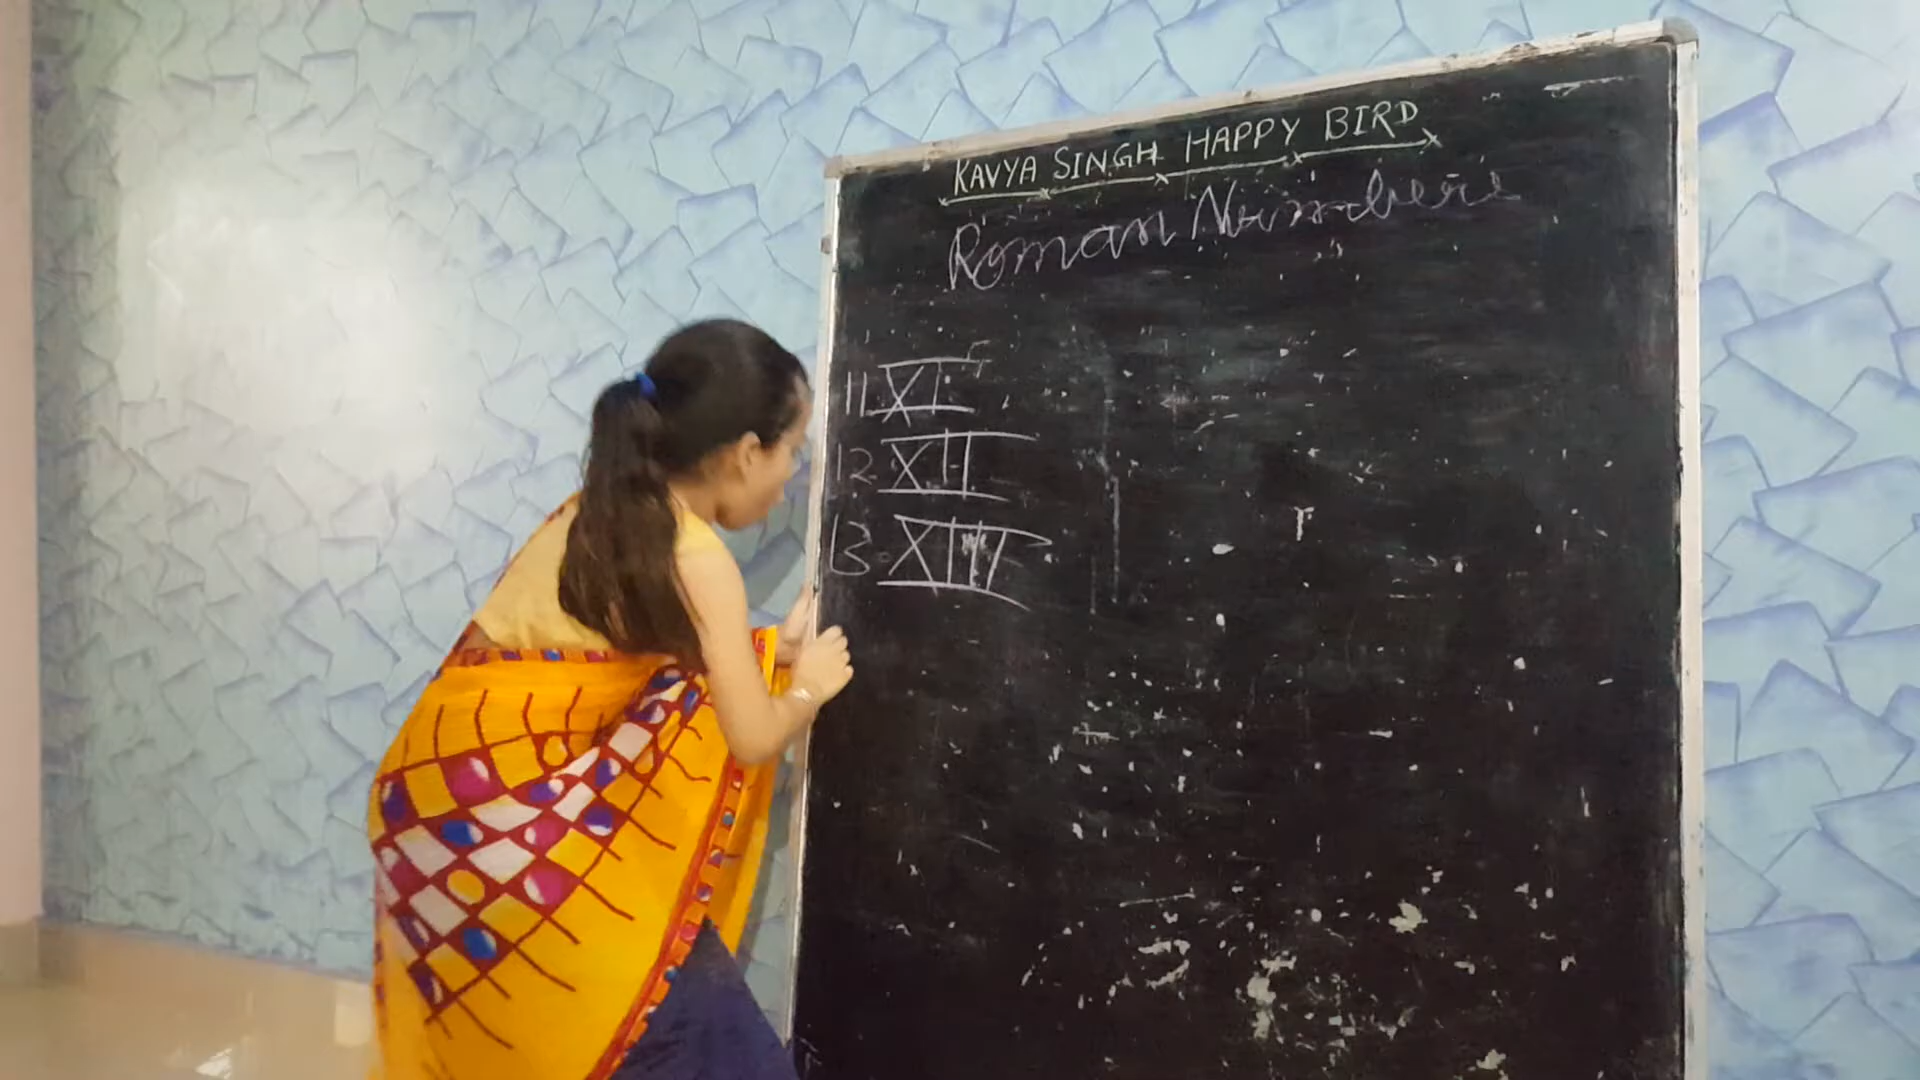 KAVYA SINGH HAPPY BIRD
Roman Numbers
11 XI
12 XII
13 XIII